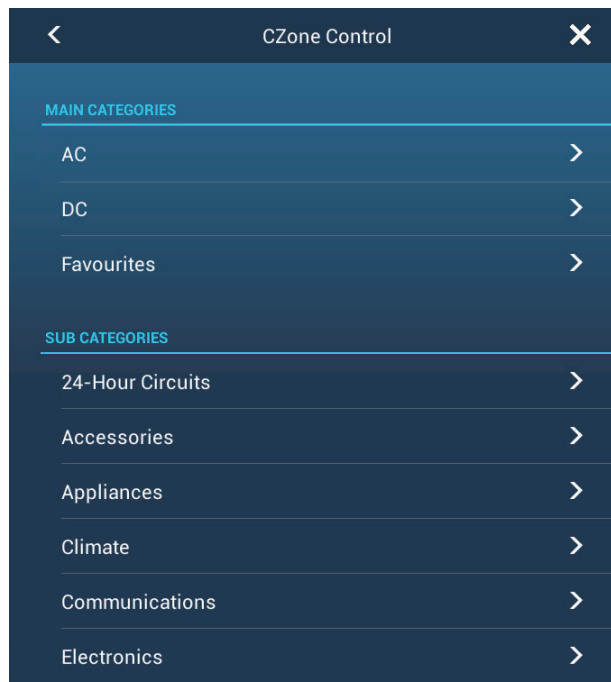 CZone Control
MAIN CATEGORIES
AC
DC
Favourites
SUB CATEGORIES
24-Hour Circuits
Accessories
Appliances
Climate
Communications
Electronics